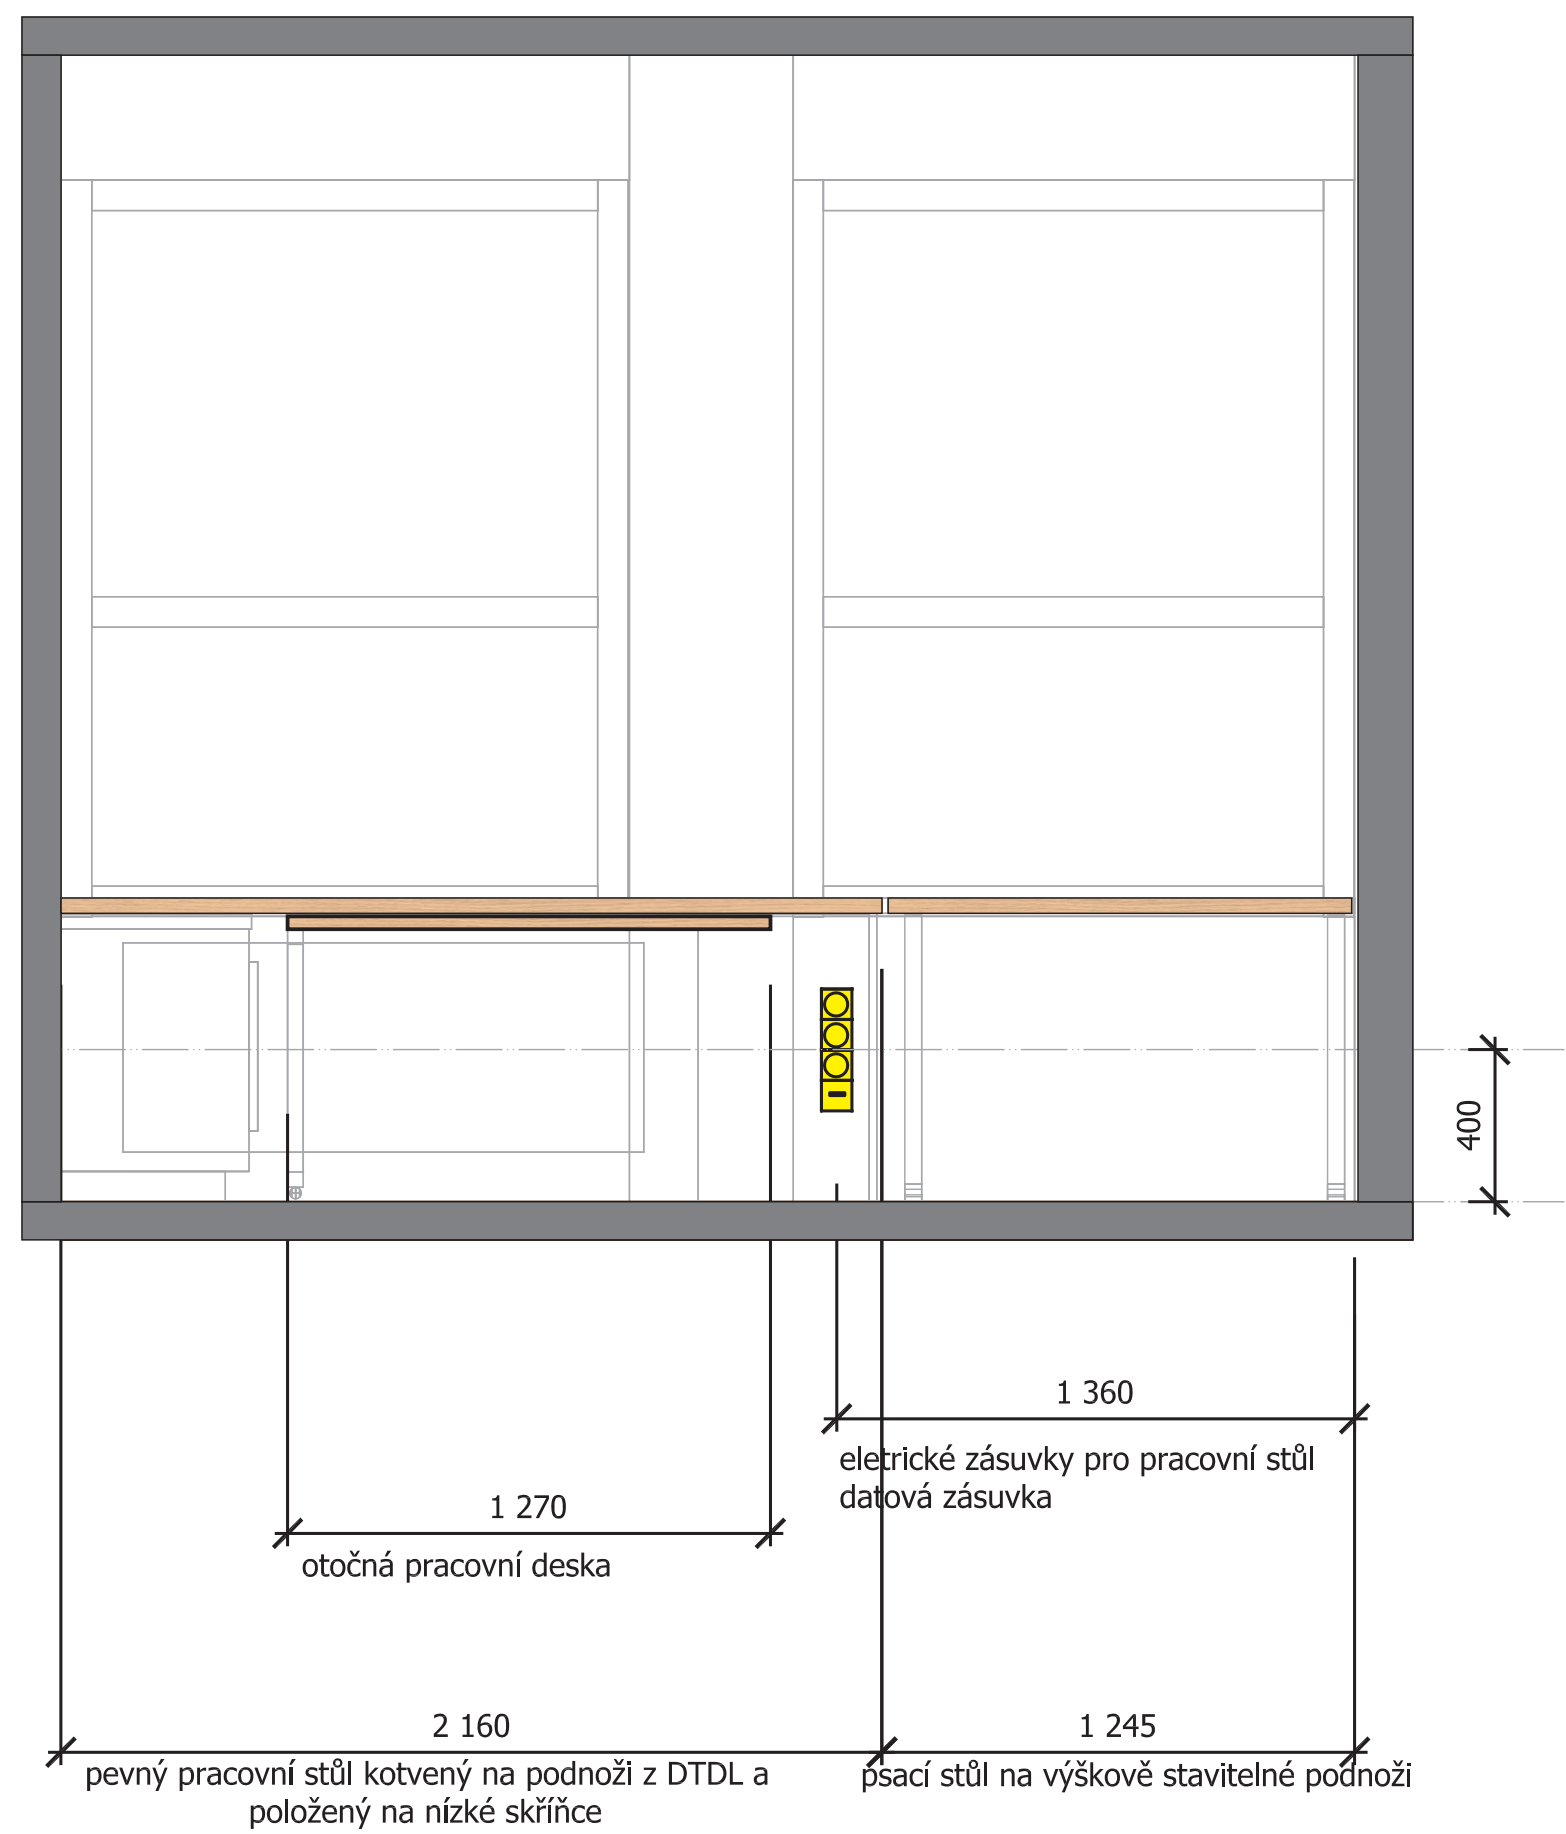 400
1 360
eletrické zásuvky pro pracovní stůl
datová zásuvka
1 270
otočná pracovní deska
2 160
pevný pracovní stůl kotvený na podnoži z DTDL a
položený na nízké skříňce
1 245
psací stůl na výškově stavitelné podnoži